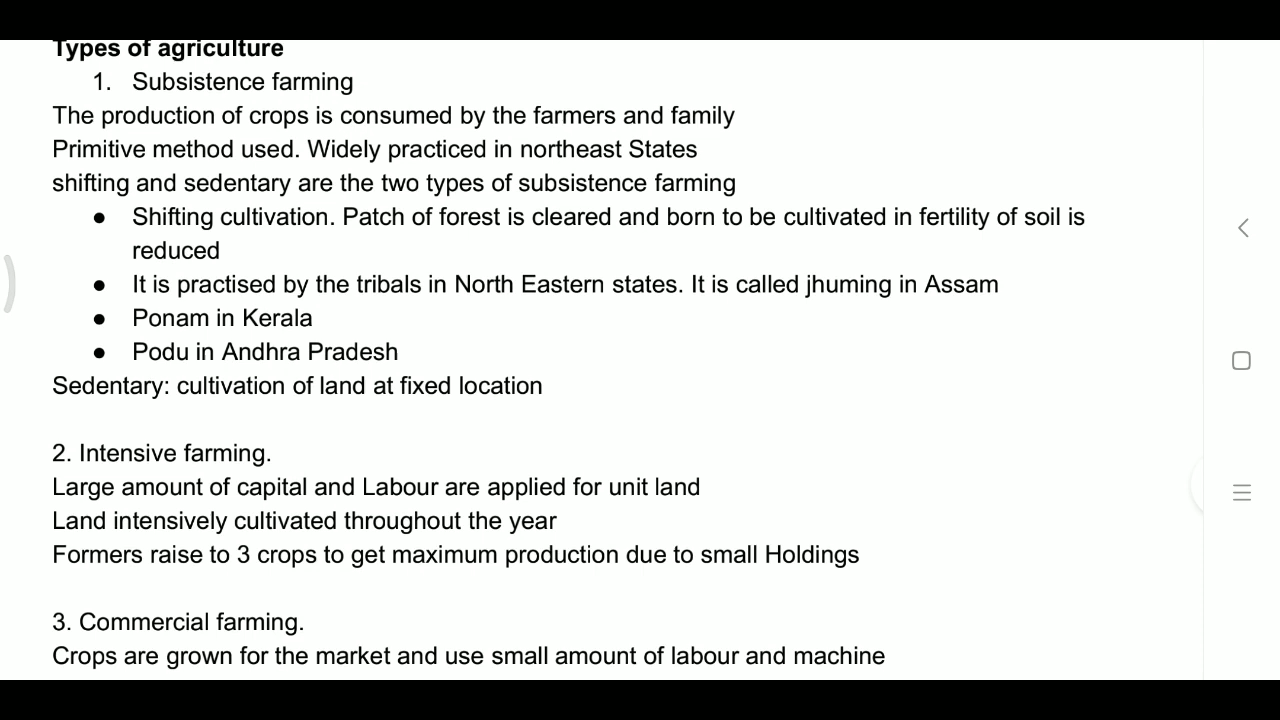 Types of agriculture
1. Subsistence farming
The production of crops is consumed by the farmers and family
Primitive method used. Widely practiced in northeast States
shifting and sedentary are the two types of subsistence farming
● Shifting cultivation. Patch of forest is cleared and born to be cultivated in fertility of soil is
reduced
● It is practised by the tribals in North Eastern states. It is called jhuming in Assam
● Ponam in Kerala
● Podu in Andhra Pradesh
Sedentary: cultivation of land at fixed location
2. Intensive farming.
Large amount of capital and Labour are applied for unit land
Land intensively cultivated throughout the year
Formers raise to 3 crops to get maximum production due to small Holdings
3. Commercial farming.
Crops are grown for the market and use small amount of labour and machine